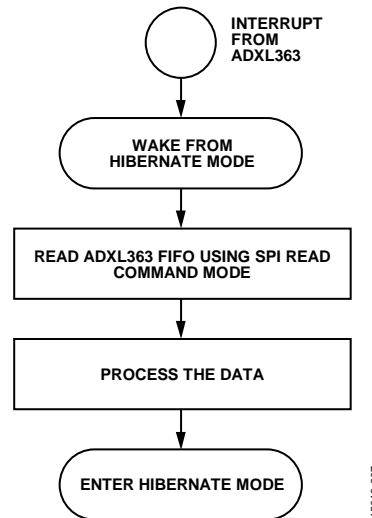 INTERRUPT
FROM
ADXL363
WAKE FROM
HIBERNATE MODE
READ ADXL363 FIFO USING SPI READ
COMMAND MODE
PROCESS THE DATA
ENTER HIBERNATE MODE